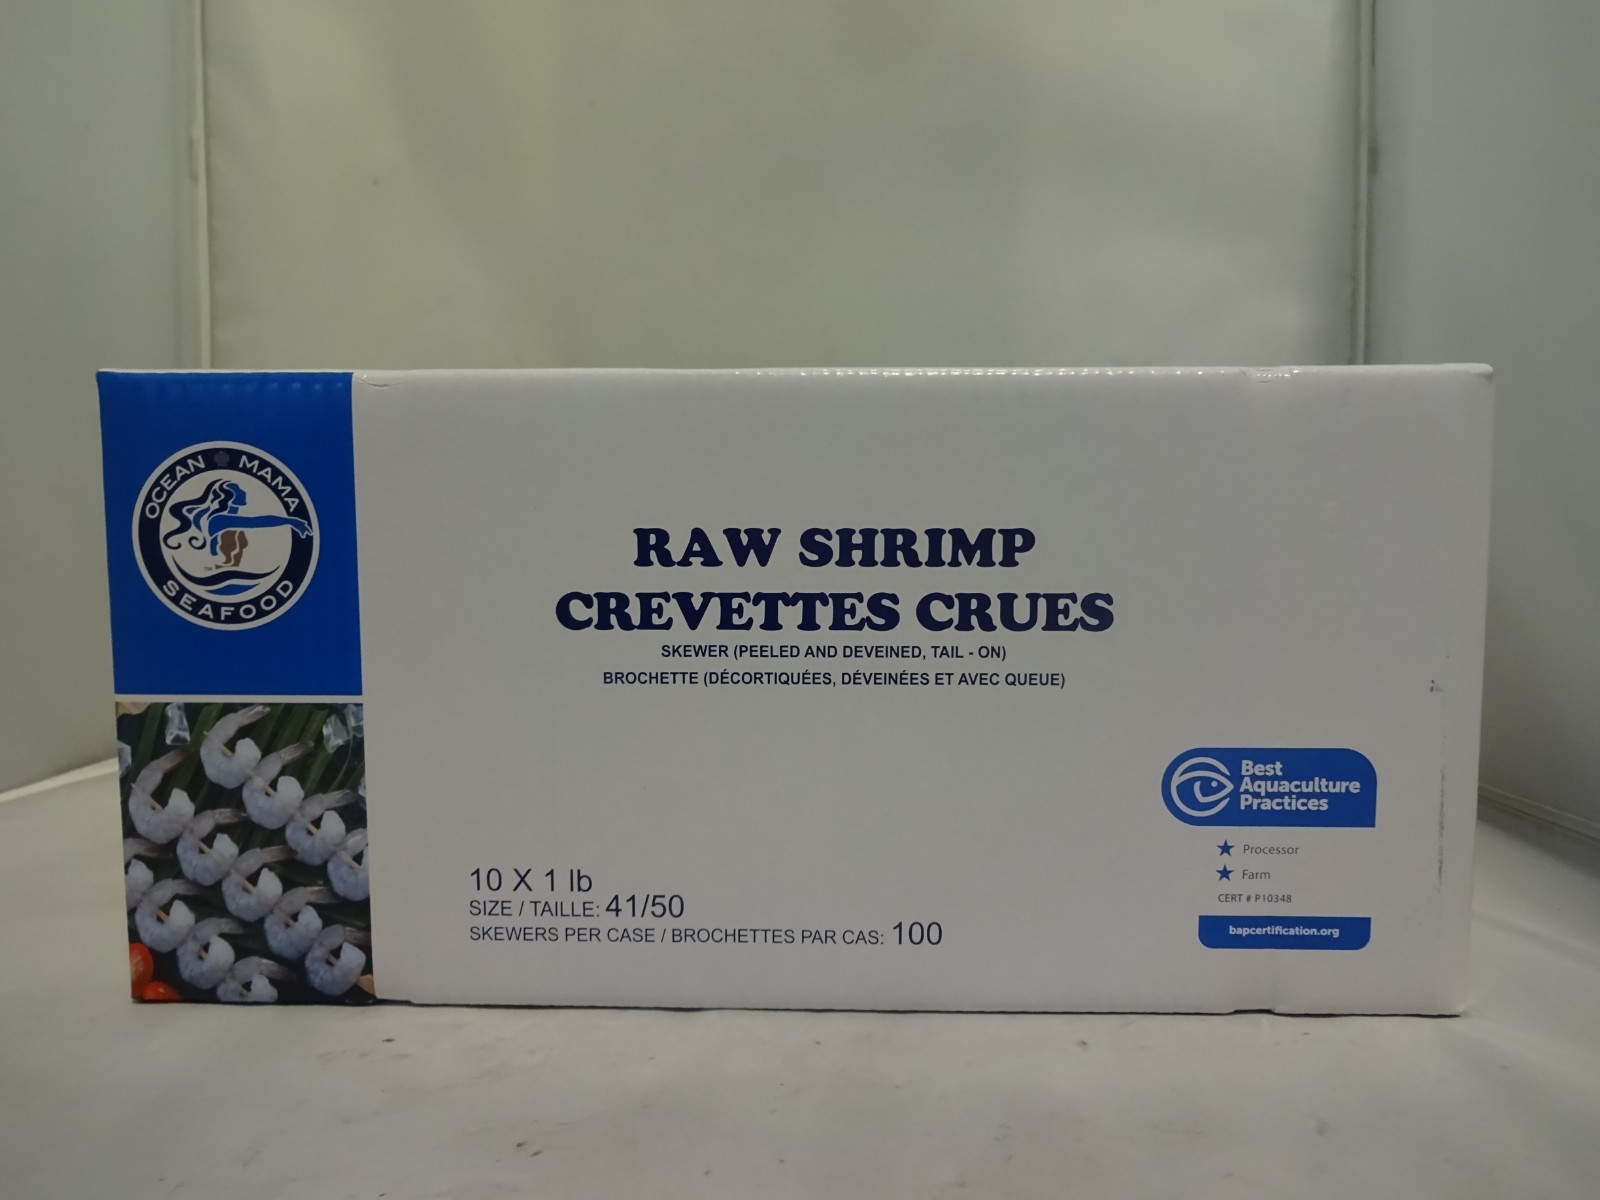 OCEAN MAMA
SEAFOOD
TM
RAW SHRIMP
CREVETTES CRUES
SKEWER (PEELED AND DEVEINED, TAIL - ON)
BROCHETTE (DÉCORTIQUÉES, DÉVEINÉES ET AVEC QUEUE)
10 X 1 lb
SIZE / TAILLE: 41/50
SKEWERS PER CASE / BROCHETTES PAR CAS: 100
Best
Aquaculture
Practices
Processor
Farm
CERT # P10348
bapcertification.org